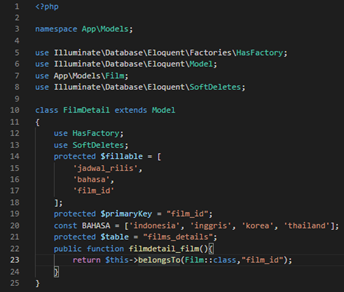 1 <?php
2
3 namespace App\Models;
4
5 use Illuminate\Database\Eloquent\Factories\HasFactory;
6 use Illuminate\Database\Eloquent\Model;
7 use App\Models\Film;
8 use Illuminate\Database\Eloquent\SoftDeletes;
9
10 class FilmDetail extends Model
11 {
12 use HasFactory;
13 use SoftDeletes;
14 protected $fillable = [
15 'jadwal_rilis',
16 'bahasa',
17 'film_id'
18 ];
19 protected $primaryKey = "film_id";
20 const BAHASA = ['indonesia', 'inggris', 'korea', 'thailand'];
21 protected $table = "films_details";
22 public function filmdetail_film(){
23 return $this->belongsTo(Film::class,"film_id");
24 }
25 }